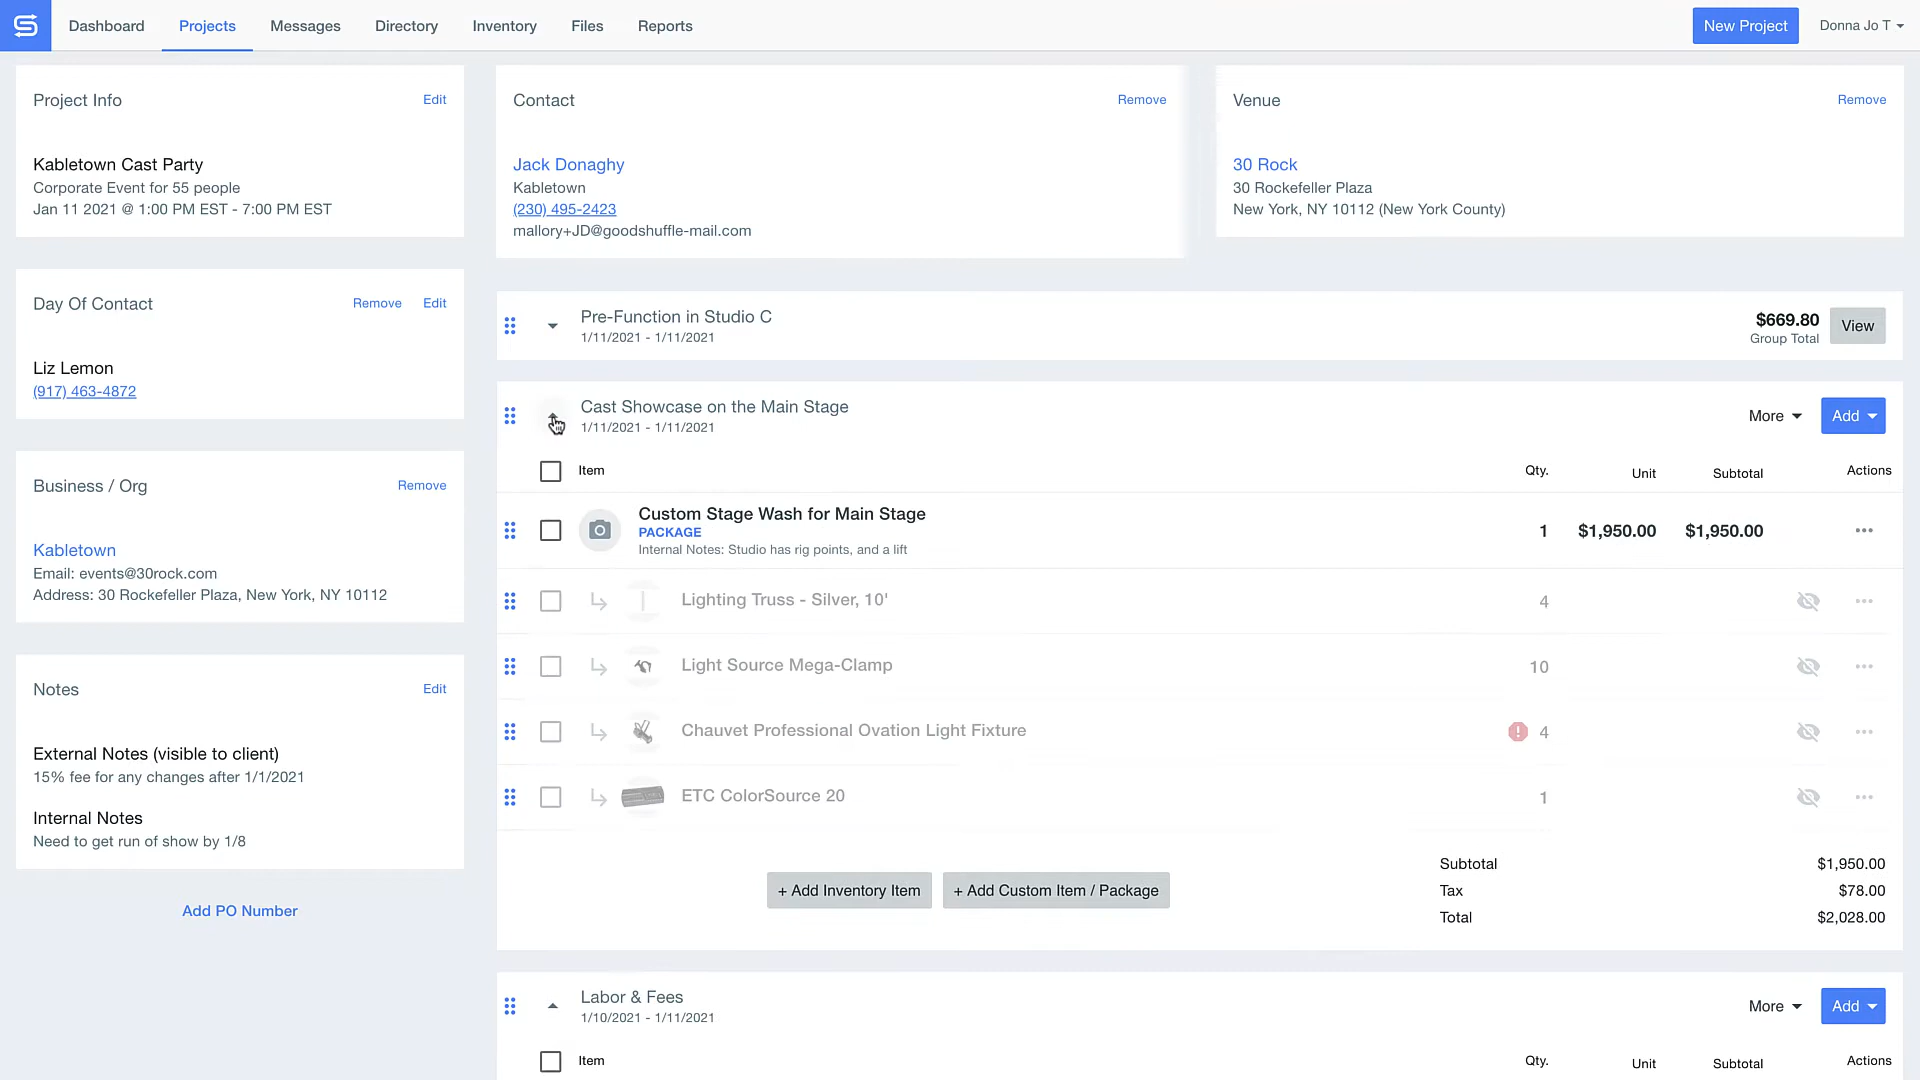 Dashboard
Projects
Messages
Directory
Inventory
Files
Reports
New Project
Donna Jo T
Project Info
Edit
Kabletown Cast Party
Corporate Event for 55 people
Jan 11 2021 @ 1:00 PM EST - 7:00 PM EST
Contact
Remove
Jack Donaghy
Kabletown
(230) 495-2423
mallory+JD@goodshuffle-mail.com
Venue
Remove
30 Rock
30 Rockefeller Plaza
New York, NY 10112 (New York County)
Day Of Contact
Remove
Edit
Liz Lemon
(917) 463-4872
Business / Org
Remove
Kabletown
Email: events@30rock.com
Address: 30 Rockefeller Plaza, New York, NY 10112
Notes
Edit
External Notes (visible to client)
15% fee for any changes after 1/1/2021
Internal Notes
Need to get run of show by 1/8
Add PO Number
Pre-Function in Studio C
1/11/2021 - 1/11/2021
$669.80
Group Total
View
Cast Showcase on the Main Stage
1/11/2021 - 1/11/2021
More
Add
Item Qty. Unit Subtotal Actions
Custom Stage Wash for Main Stage
PACKAGE
Internal Notes: Studio has rig points, and a lift
1 $1,950.00 $1,950.00
Lighting Truss - Silver, 10' 4
Light Source Mega-Clamp 10
Chauvet Professional Ovation Light Fixture 4
ETC ColorSource 20 1
+ Add Inventory Item
+ Add Custom Item / Package
Subtotal $1,950.00
Tax $78.00
Total $2,028.00
Labor & Fees
1/10/2021 - 1/11/2021
More
Add
Item Qty. Unit Subtotal Actions